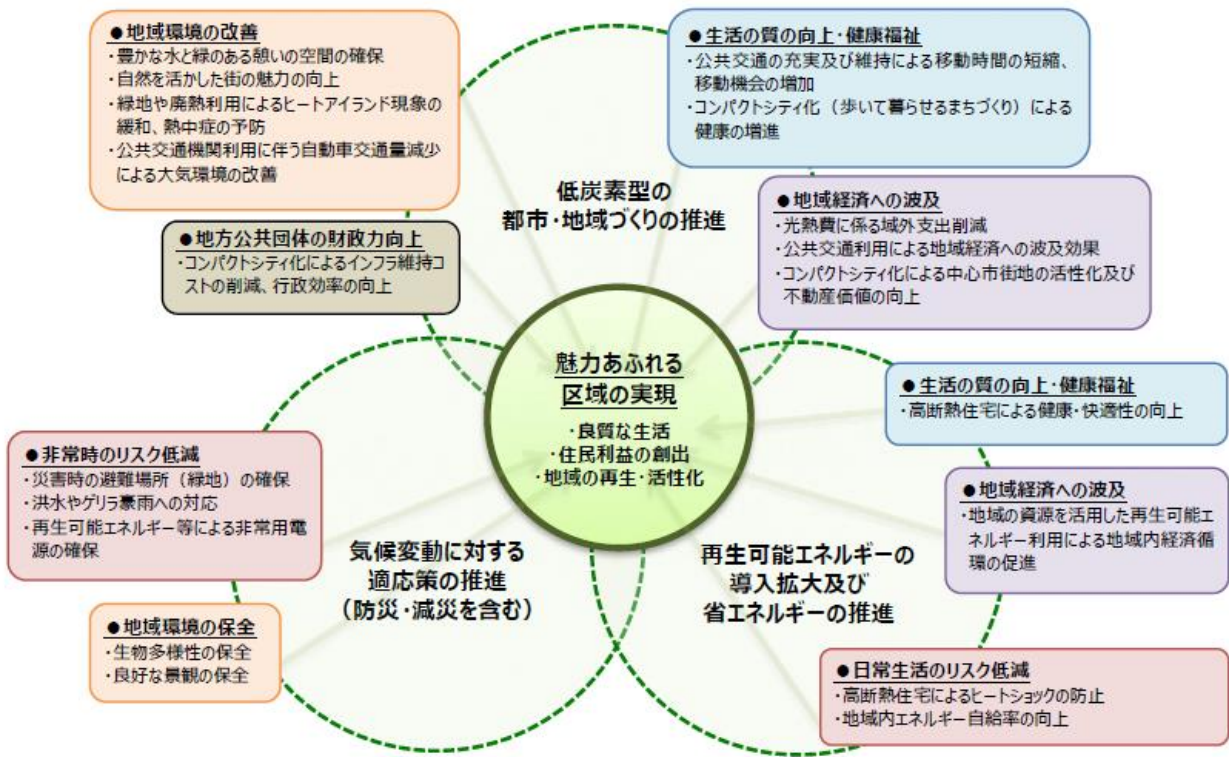 ●地域環境の改善
・豊かな水と緑のある憩いの空間の確保
・自然を活かした街の魅力の向上
・緑地や廃熱利用によるヒートアイランド現象の
緩和、熱中症の予防
・公共交通機関利用に伴う自動車交通量減少
による大気環境の改善
●生活の質の向上・健康福祉
・公共交通の充実及び維持による移動時間の短縮、
移動機会の増加
・コンパクトシティ化（歩いて暮らせるまちづくり）による
健康の増進
低炭素型の
都市・地域づくりの推進
●地方公共団体の財政力向上
・コンパクトシティ化によるインフラ維持コ
ストの削減、行政効率の向上
●地域経済への波及
・光熱費に係る域外支出削減
・公共交通利用による地域経済への波及効果
・コンパクトシティ化による中心市街地の活性化及び
不動産価値の向上
魅力あふれる
区域の実現
・良質な生活
・住民利益の創出
・地域の再生・活性化
●生活の質の向上・健康福祉
・高断熱住宅による健康・快適性の向上
●非常時のリスク低減
・災害時の避難場所（緑地）の確保
・洪水やゲリラ豪雨への対応
・再生可能エネルギー等による非常用電
源の確保
●地域経済への波及
・地域の資源を活用した再生可能エ
ネルギー利用による地域内経済循
環の促進
気候変動に対する
適応策の推進
（防災・減災を含む）
再生可能エネルギーの
導入拡大及び
省エネルギーの推進
●地域環境の保全
・生物多様性の保全
・良好な景観の保全
●日常生活のリスク低減
・高断熱住宅によるヒートショックの防止
・地域内エネルギー自給率の向上